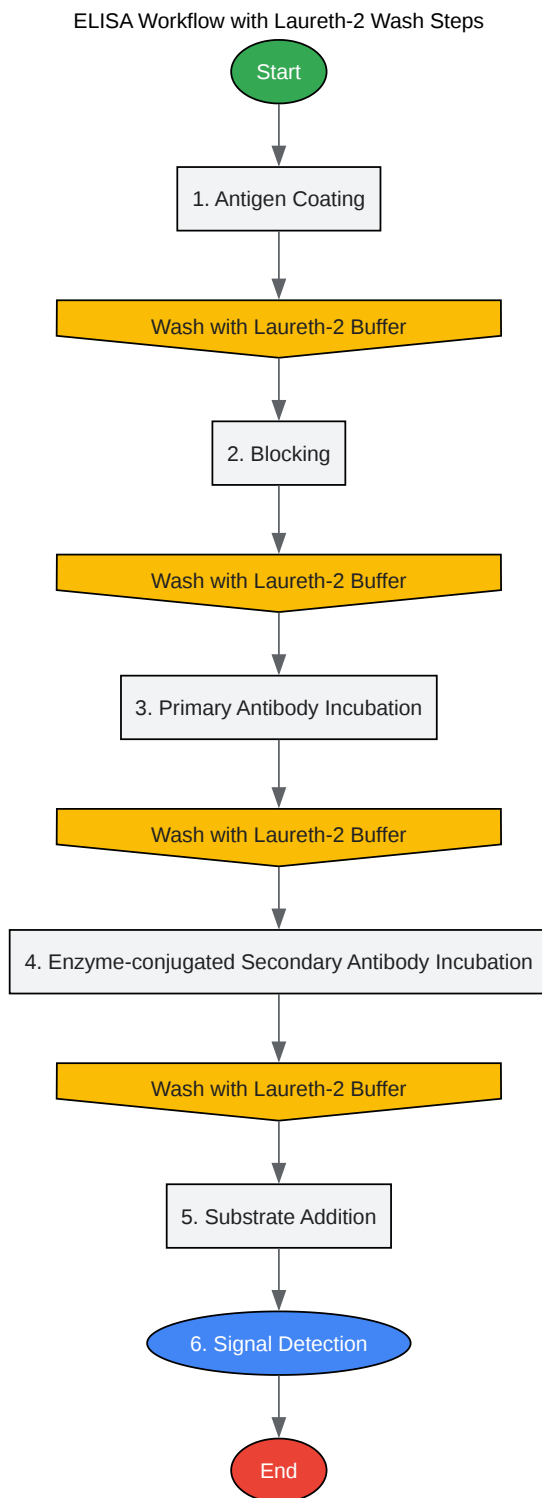 ELISA Workflow with Laureth-2 Wash Steps
Start
1. Antigen Coating
Wash with Laureth-2 Buffer
2. Blocking
Wash with Laureth-2 Buffer
3. Primary Antibody Incubation
Wash with Laureth-2 Buffer
4. Enzyme-conjugated Secondary Antibody Incubation
Wash with Laureth-2 Buffer
5. Substrate Addition
6. Signal Detection
End